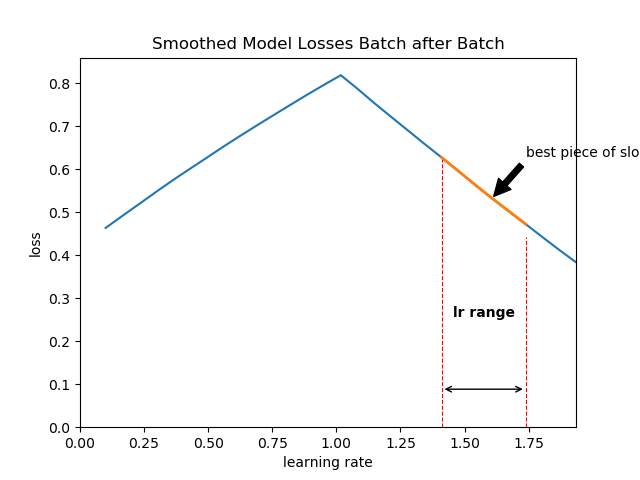 Smoothed Model Losses Batch after Batch
0.8
0.7
0.6
0.5
0.4
0.3
0.2
0.1
0.0
loss
best piece of slo
lr range
0.00 0.25 0.50 0.75 1.00 1.25 1.50 1.75
learning rate